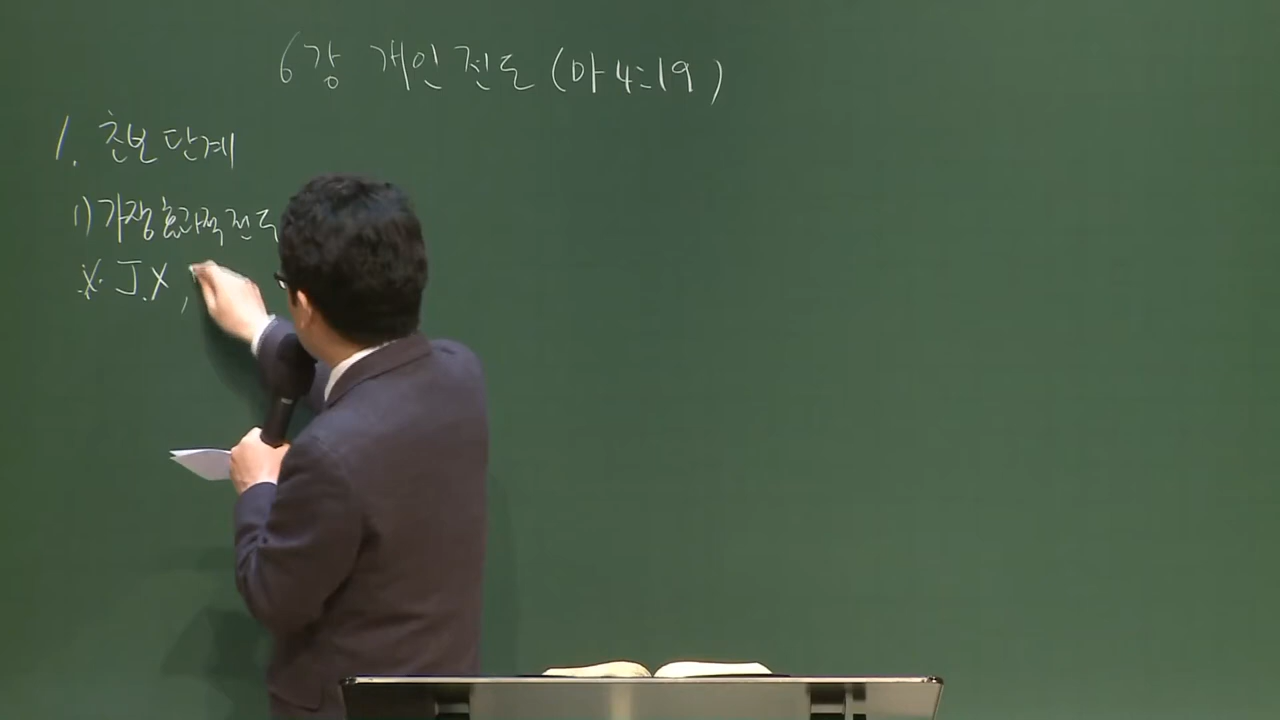 6강 개인전도 (마 4:19)
1. 초보단계
1) 가장 효과적 전도
※ J.X,